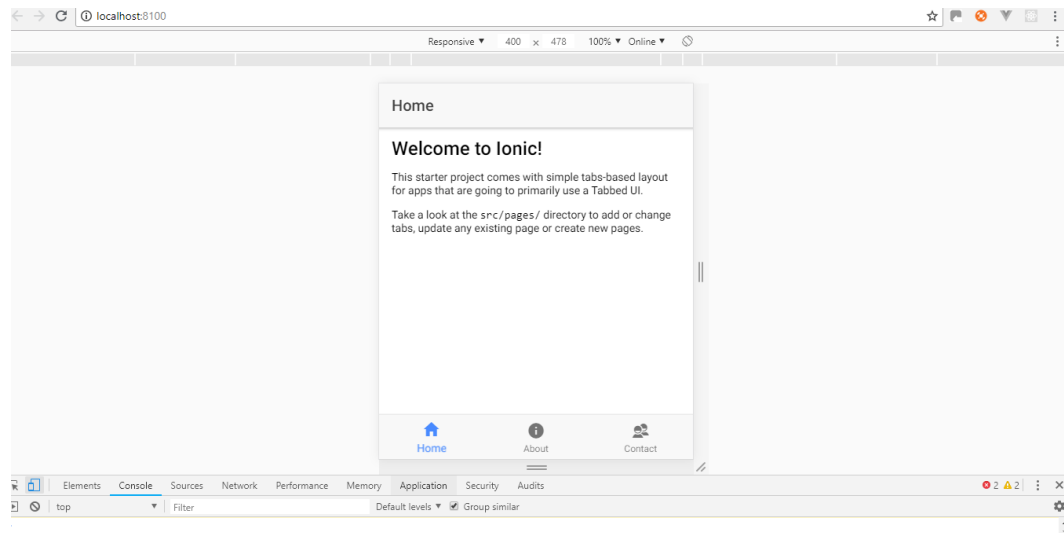 localhost:8100
Responsive ▼ 400 × 478 100% ▼ Online ▼
Home
Welcome to Ionic!
This starter project comes with simple tabs-based layout
for apps that are going to primarily use a Tabbed UI.
Take a look at the src/pages/ directory to add or change
tabs, update any existing page or create new pages.
Home About Contact
Elements Console Sources Network Performance Memory Application Security Audits 2 2
top ▼ Filter Default levels ▼ Group similar